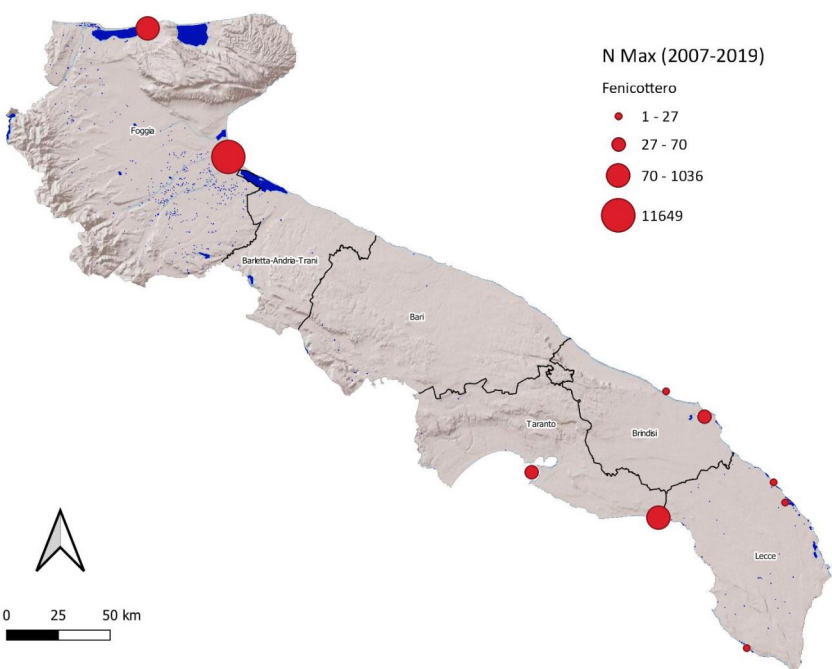 N Max (2007-2019)
Fenicottero
1 - 27
27 - 70
70 - 1036
11649
Foggia
Barletta-Andria-Trani
Bari
Taranto
Brindisi
Lecce
0 25 50 km